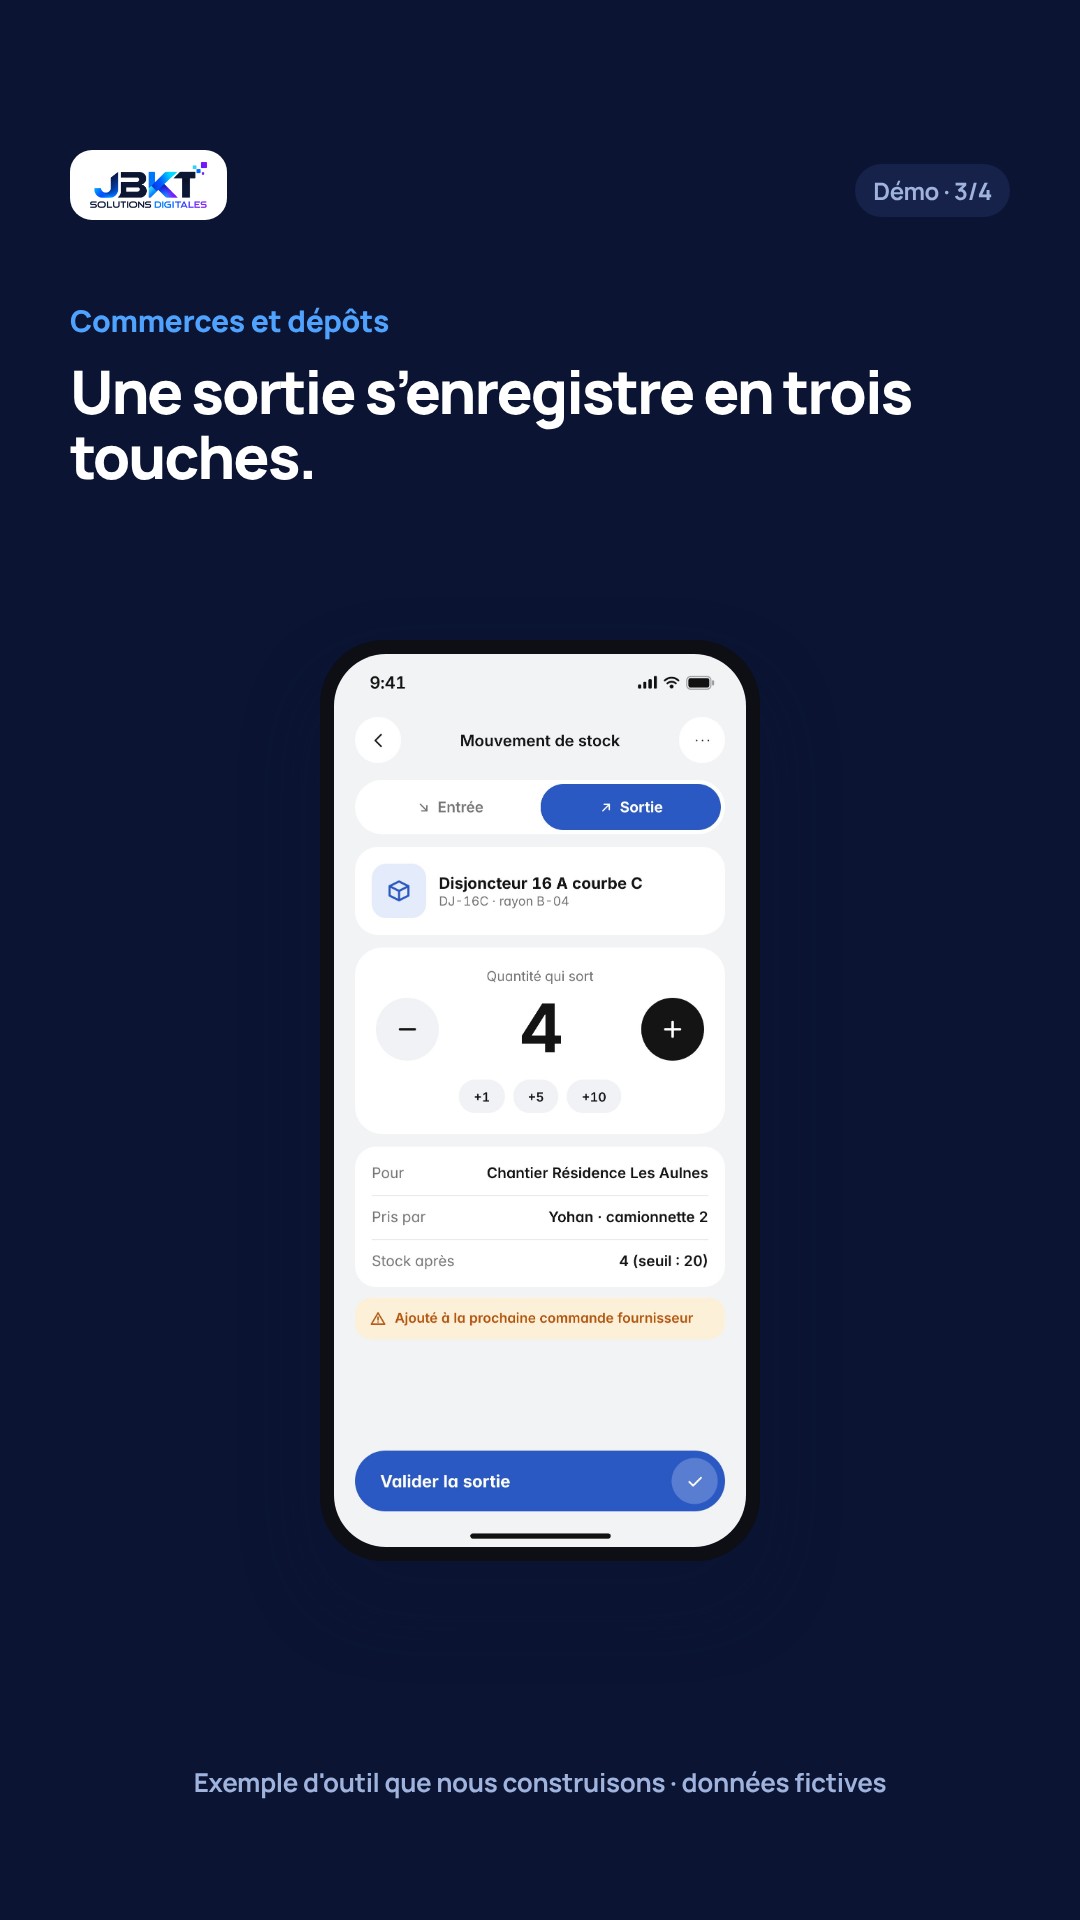 JBKT
SOLUTIONS DIGITALES
Démo · 3/4
Commerces et dépôts
Une sortie s’enregistre en trois
touches.
9:41
Mouvement de stock
Entrée
Sortie
Disjoncteur 16 A courbe C
DJ-16C · rayon B-04
Quantité qui sort
4
+1 +5 +10
Pour Chantier Résidence Les Aulnes
Pris par Yohan · camionnette 2
Stock après 4 (seuil : 20)
Ajouté à la prochaine commande fournisseur
Valider la sortie
Exemple d'outil que nous construisons · données fictives